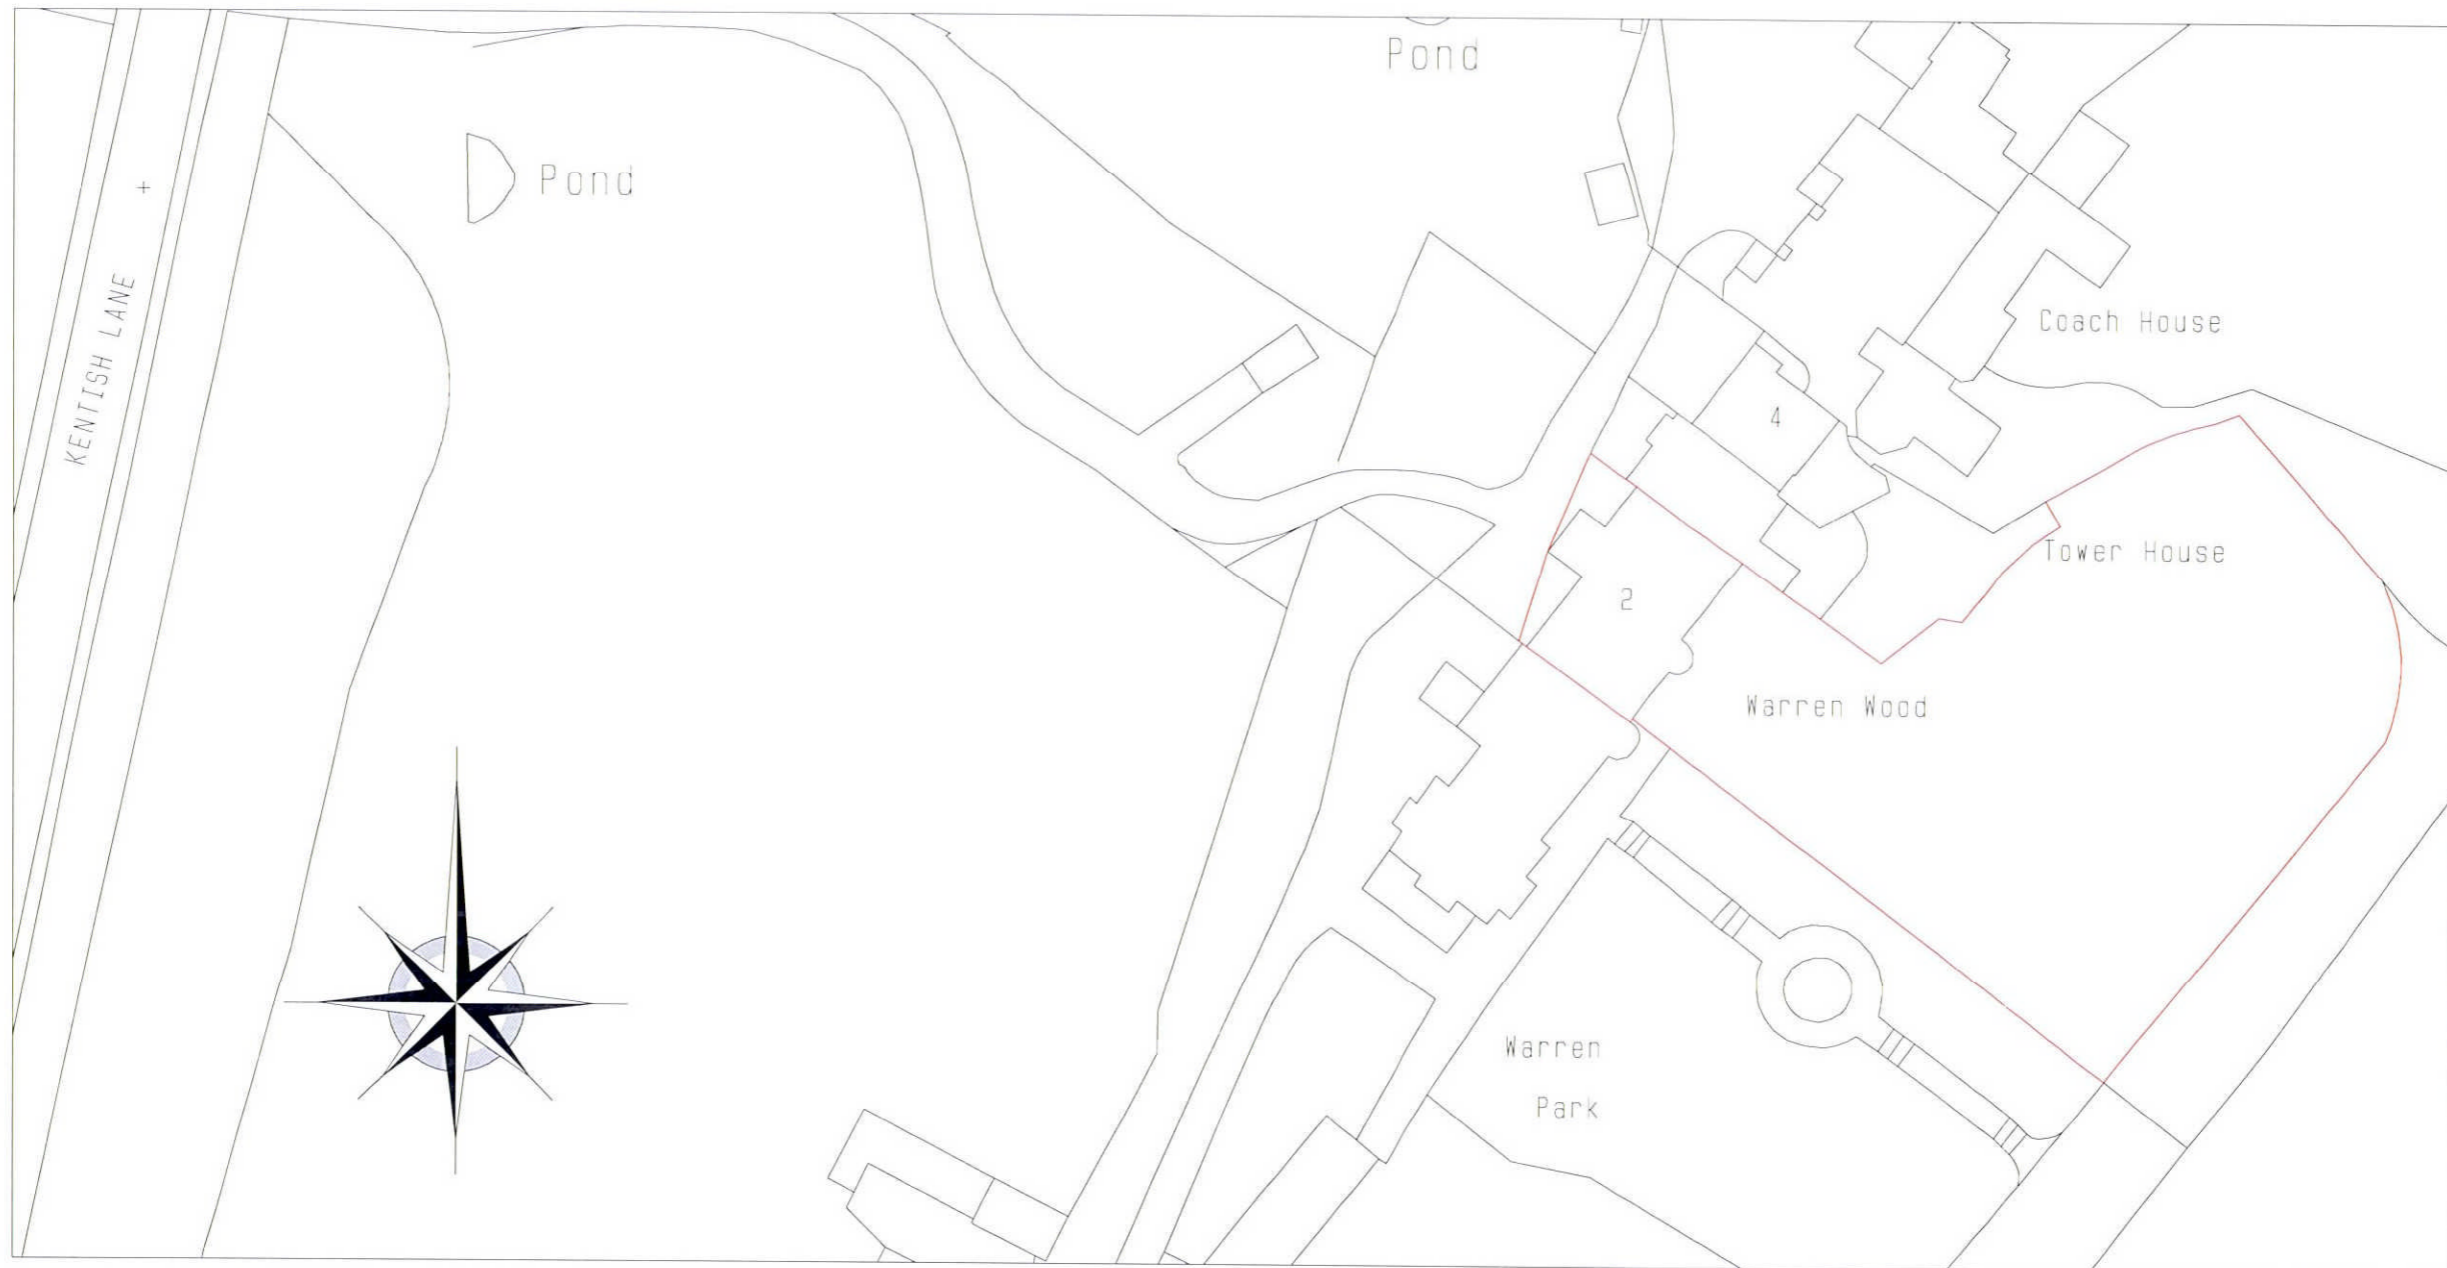 Pond
Pond
KENTISH LANE
Coach House
4
Tower House
2
Warren Wood
Warren
Park